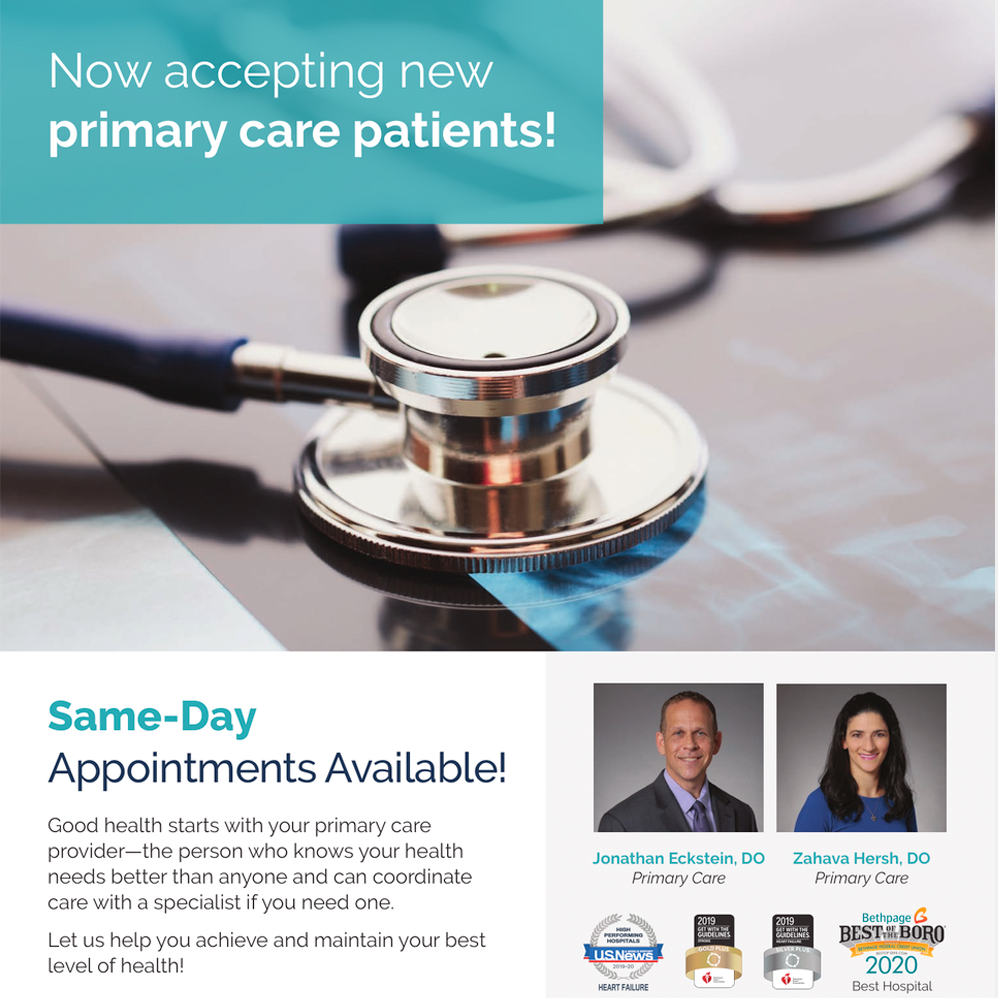 Now accepting new
primary care patients!
Same-Day
Appointments Available!
Good health starts with your primary care
provider—the person who knows your health
needs better than anyone and can coordinate
care with a specialist if you need one.
Let us help you achieve and maintain your best
level of health!
Jonathan Eckstein, DO
Primary Care
Zahava Hersh, DO
Primary Care
HIGH
PERFORMING
HOSPITALS
USNews
2019-20
HEART FAILURE
2019
GET WITH THE
GUIDELINES
STROKE
GOLD PLUS
2019
GET WITH THE
GUIDELINES
HEART FAILURE
SILVER PLUS
Bethpage
BEST OF THE BORO
BETHPAGE FEDERAL CREDIT UNION
2020
Best Hospital